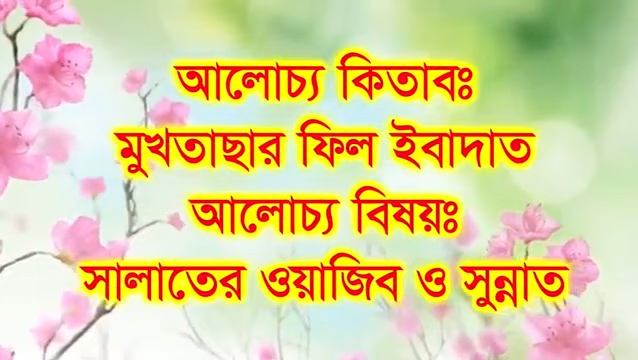 আলোচ্য কিতাবঃ
মুখতাছার ফিল ইবাদাত
আলোচ্য বিষয়ঃ
সালাতের ওয়াজিব ও সুন্নাত